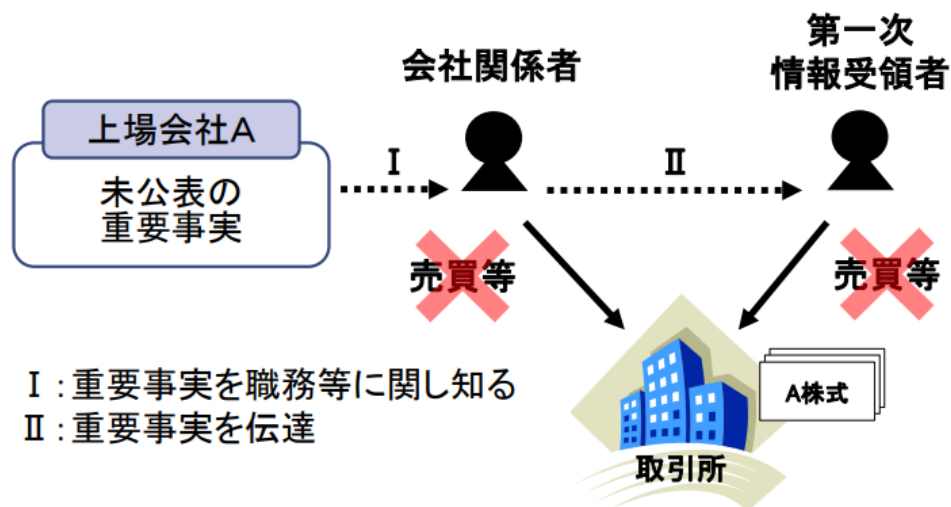 会社関係者
第一次
情報受領者
上場会社A
未公表の
重要事実
Ⅰ
Ⅱ
売買等
売買等
Ⅰ：重要事実を職務等に関し知る
Ⅱ：重要事実を伝達
A株式
取引所